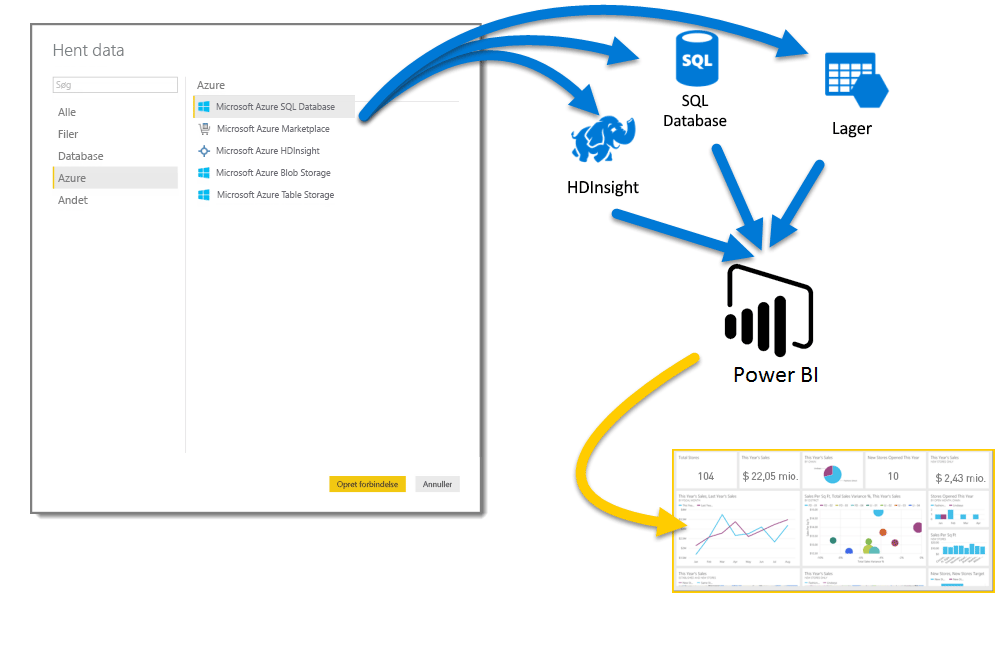 Hent data
Søg
Alle
Filer
Database
Azure
Andet
Azure
Microsoft Azure SQL Database
Microsoft Azure Marketplace
Microsoft Azure HDInsight
Microsoft Azure Blob Storage
Microsoft Azure Table Storage
Opret forbindelse
Annuller
HDInsight
SQL
SQL
Database
Lager
Power BI
Total Stores
104
This Year's Sales
$ 22,05 mio.
This Year's Sales
New Stores Opened This Year
10
This Year's Sales
$ 2,43 mio.
This Year's Sales, Last Year's Sales
Sales Per Sq Ft, Total Sales Variance %, This Year's Sales
Stores Opened This Year
Sales Per Sq Ft
This Year's Sales
This Year's Sales
New Stores, New Stores Target